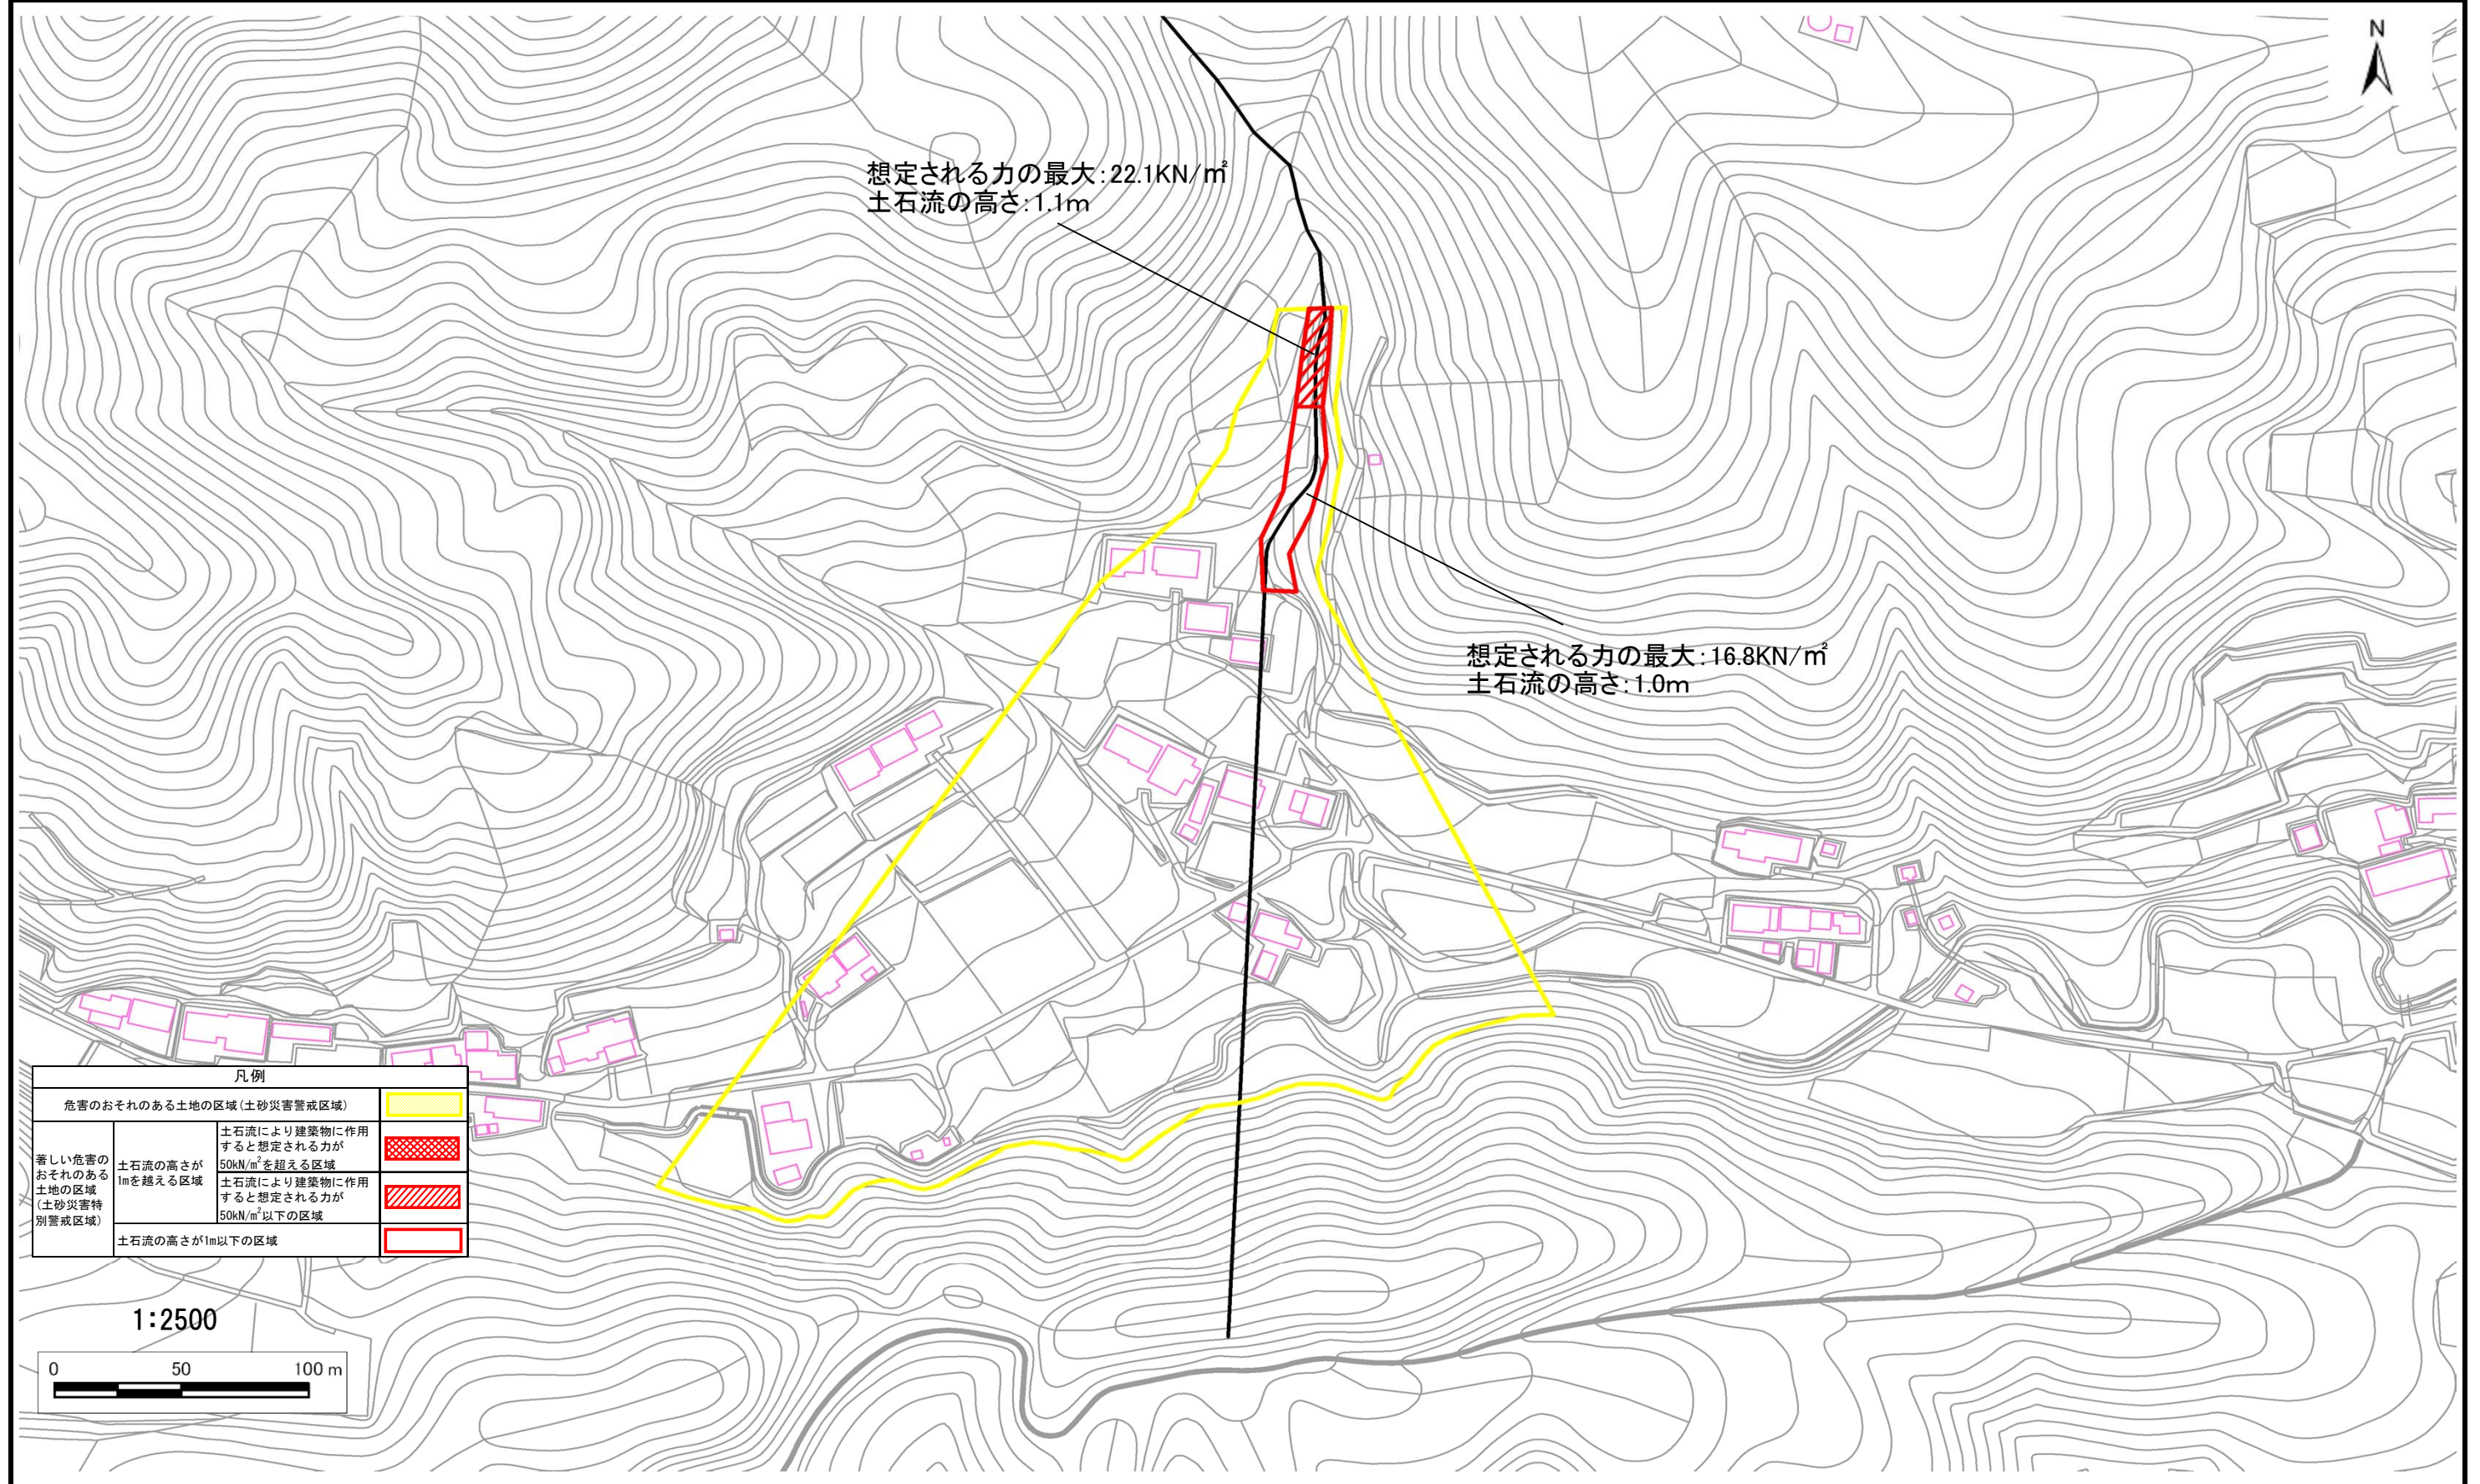 N
想定される力の最大:22.1KN/㎡
土石流の高さ:1.1m
想定される力の最大:16.8KN/㎡
土石流の高さ:1.0m
凡例
危害のおそれのある土地の区域(土砂災害警戒区域)
著しい危害の
おそれのある
土地の区域
(土砂災害特
別警戒区域)
土石流の高さが
1mを越える区域
土石流により建築物に作用
すると想定される力が
50kN/m²を超える区域
土石流により建築物に作用
すると想定される力が
50kN/m²以下の区域
土石流の高さが1m以下の区域
1:2500
0 50 100 m